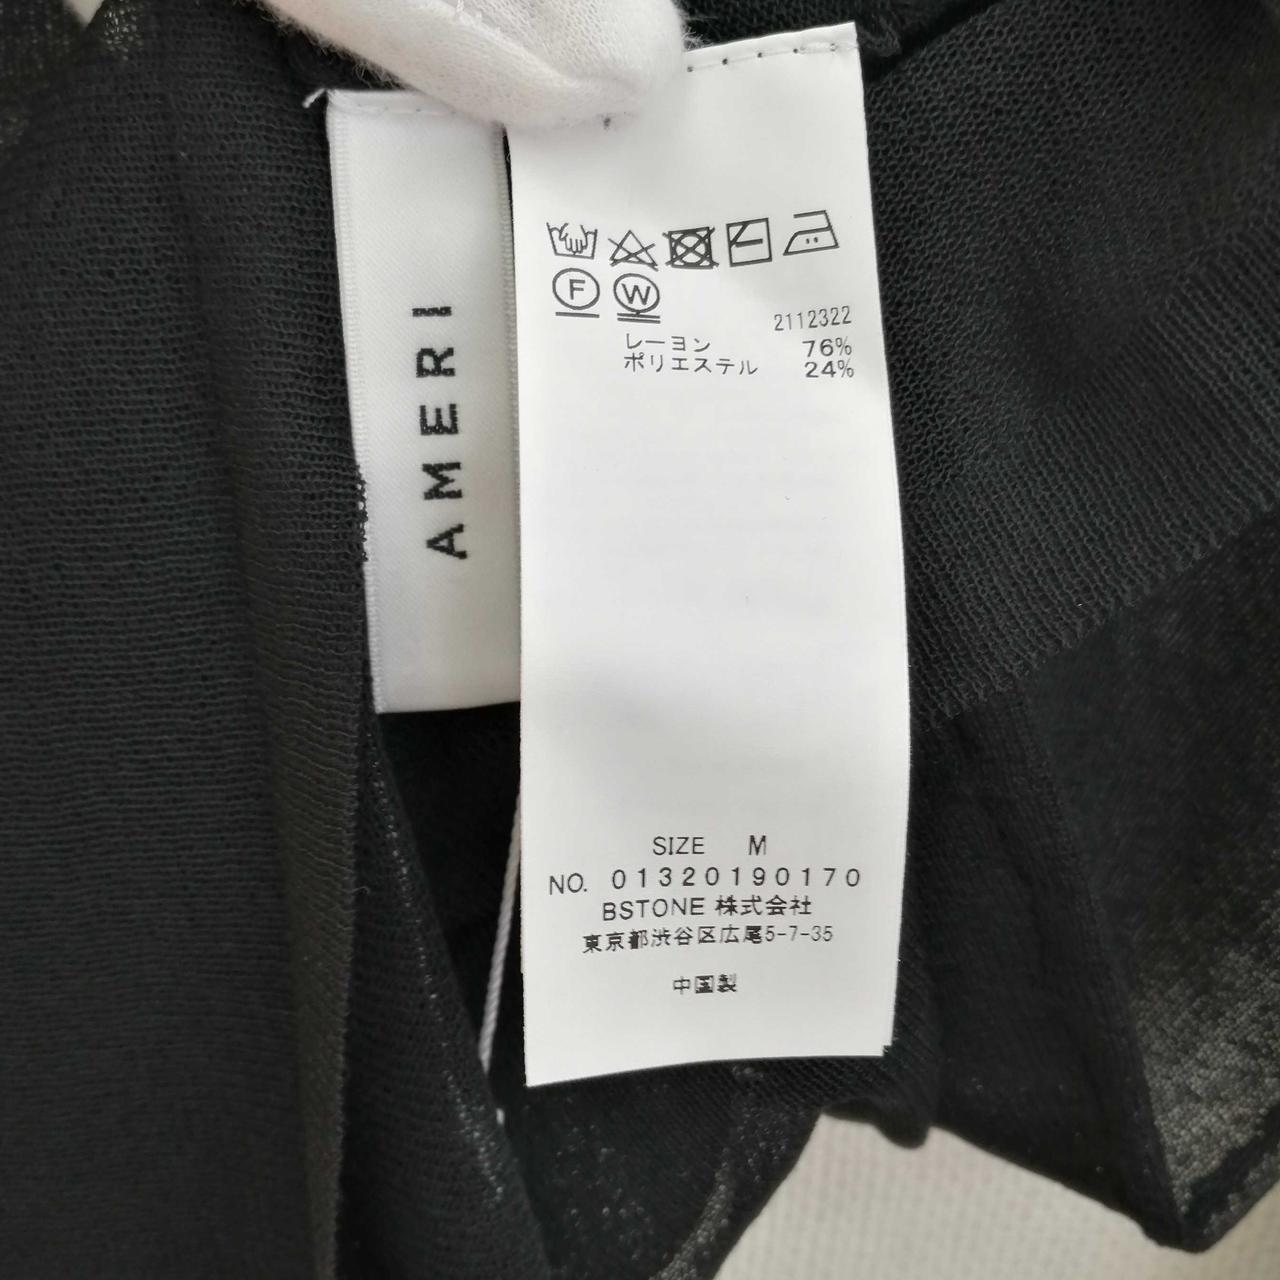 AMERI
F W
2112322
レーヨン 76%
ポリエステル 24%
SIZE M
NO. 01320190170
BSTONE 株式会社
東京都渋谷区広尾5-7-35
中国製